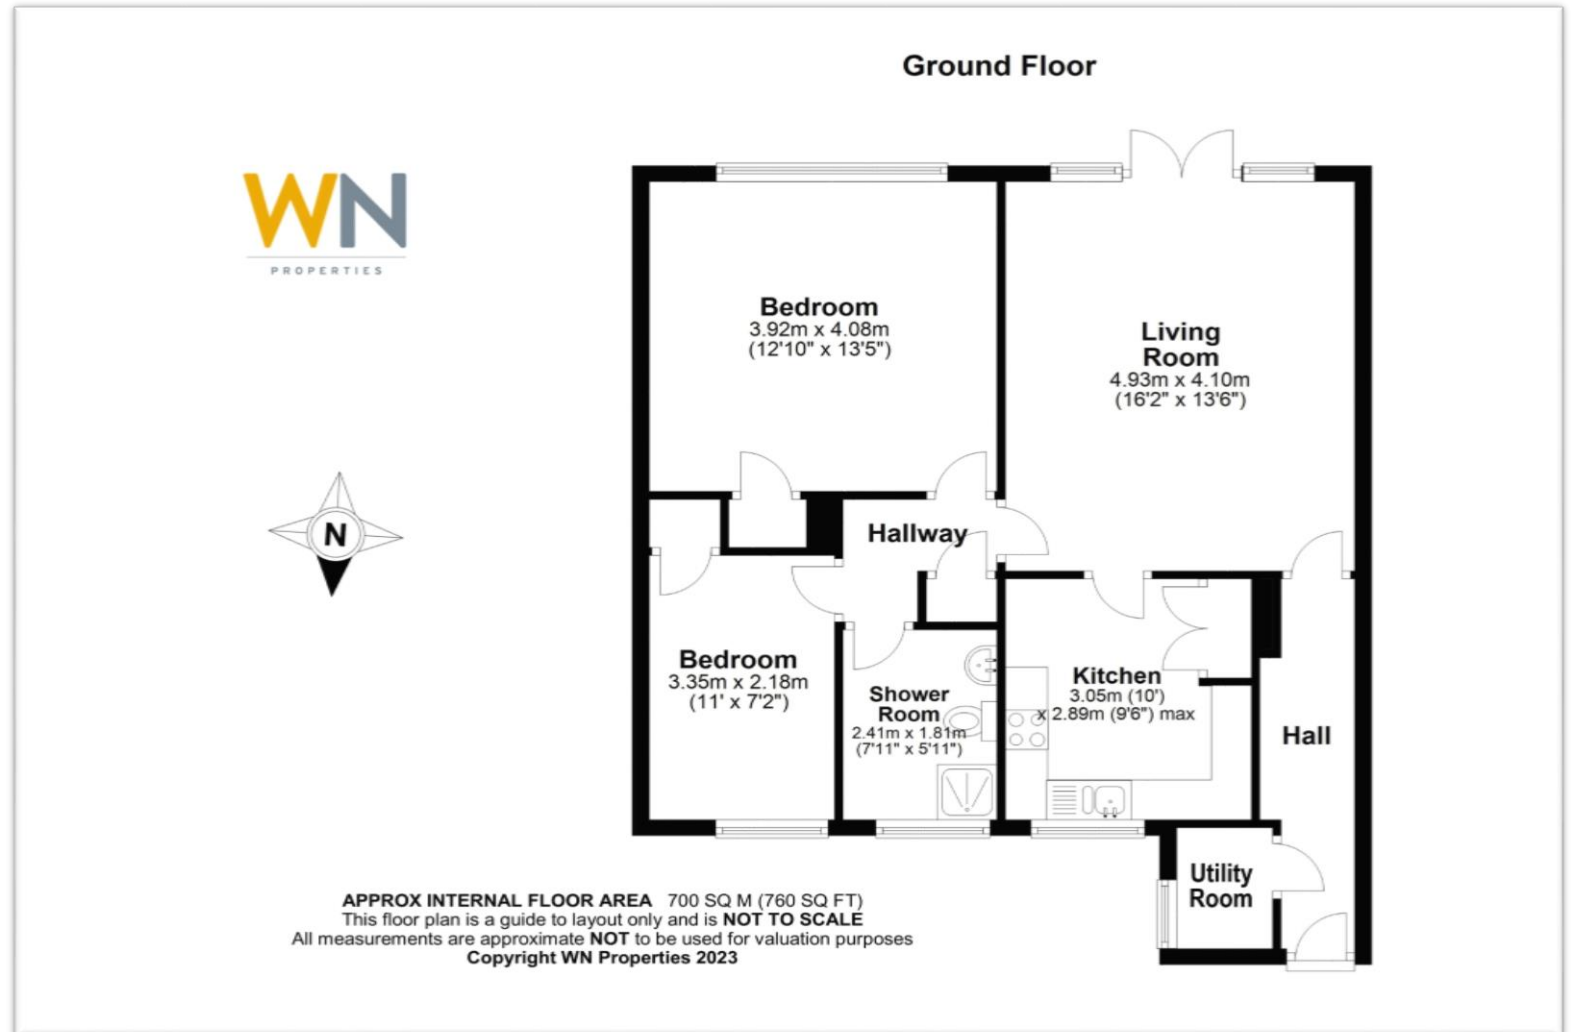 Ground Floor
WN
PROPERTIES
Bedroom
3.92m x 4.08m
(12'10" x 13'5")
Living
Room
4.93m x 4.10m
(16'2" x 13'6")
N
Hallway
Bedroom
3.35m x 2.18m
(11' x 7'2")
Shower
Room
2.41m x 1.81m
(7'11" x 5'11")
Kitchen
3.05m (10')
x 2.89m (9'6") max
Hall
Utility
Room
APPROX INTERNAL FLOOR AREA 700 SQ M (760 SQ FT)
This floor plan is a guide to layout only and is NOT TO SCALE
All measurements are approximate NOT to be used for valuation purposes
Copyright WN Properties 2023